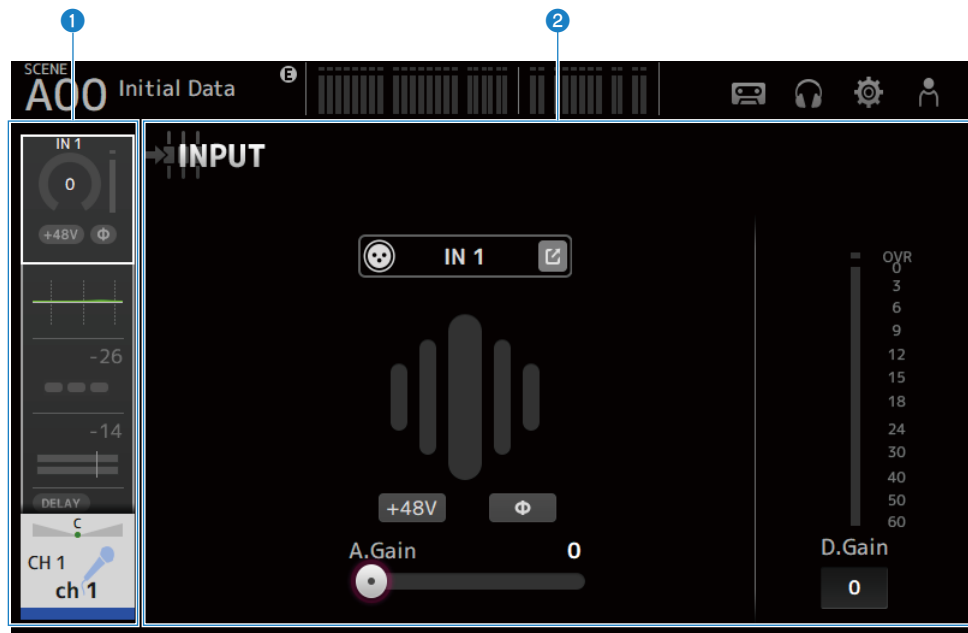 1
2
SCENE
A00 Initial Data
E
IN 1
0
+48V Φ
-26
-14
DELAY
C
CH 1
ch 1
INPUT
IN 1
+48V Φ
A.Gain 0
OVR
0
3
6
9
12
15
18
24
30
40
50
60
D.Gain
0